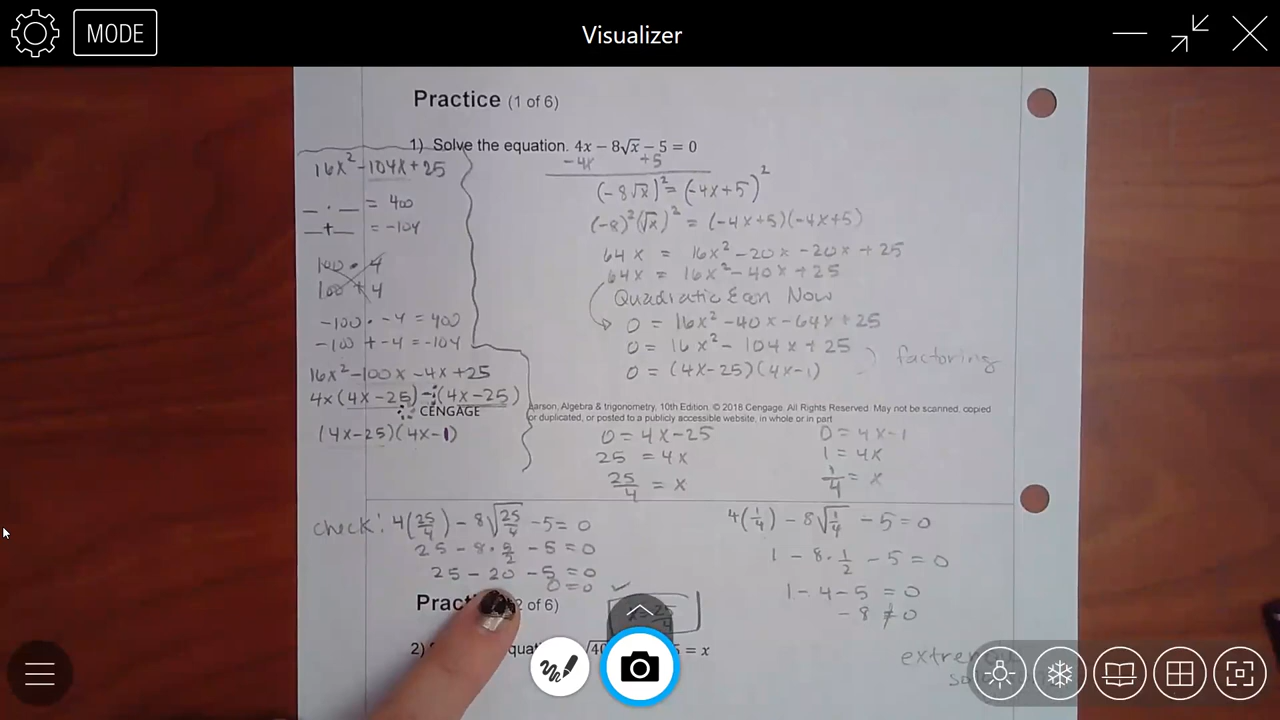 MODE
Visualizer
Practice (1 of 6)
1) Solve the equation. 4x − 8√x − 5 = 0
−4x +5
(−8√x)² = (−4x+5)²
(−8)²(√x)² = (−4x+5)(−4x+5)
64x = 16x² −20x −20x +25
64x = 16x² −40x +25
Quadratic Eqn Now
0 = 16x² −40x −64x +25
0 = 16x² − 104x + 25
0 = (4x−25)(4x−1)
factoring
16x² −104x +25
_ · _ = 400
_ + _ = −104
100 · 4
100 + 4
−100 · −4 = 400
−100 + −4 = −104
16x² −100x −4x +25
4x(4x−25) −1(4x−25)
CENGAGE
(4x−25)(4x−1)
arson, Algebra & Trigonometry, 10th Edition. © 2018 Cengage. All Rights Reserved. May not be scanned, copied
or duplicated, or posted to a publicly accessible website, in whole or in part
0 = 4x−25
25 = 4x
25/4 = x
0 = 4x−1
1 = 4x
1/4 = x
check: 4(25/4) − 8√25/4 −5 = 0
25 − 8 · 5/2 − 5 = 0
25 − 20 − 5 = 0
0 = 0 ✓
4(1/4) − 8√1/4 − 5 = 0
1 − 8 · 1/2 − 5 = 0
1 − 4 − 5 = 0
−8 ≠ 0
Pract 2 of 6)
2) = x